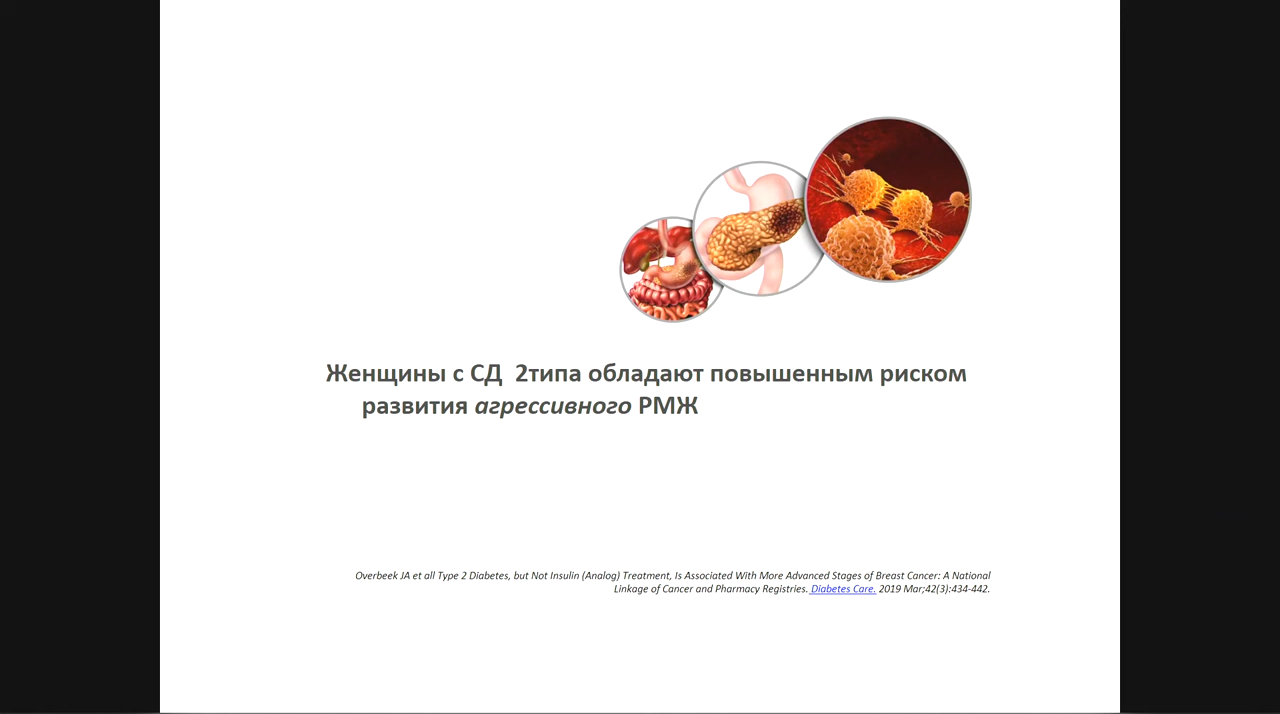 Женщины с СД 2типа обладают повышенным риском
развития агрессивного РМЖ
Overbeek JA et all Type 2 Diabetes, but Not Insulin (Analog) Treatment, Is Associated With More Advanced Stages of Breast Cancer: A National
Linkage of Cancer and Pharmacy Registries. Diabetes Care. 2019 Mar;42(3):434-442.